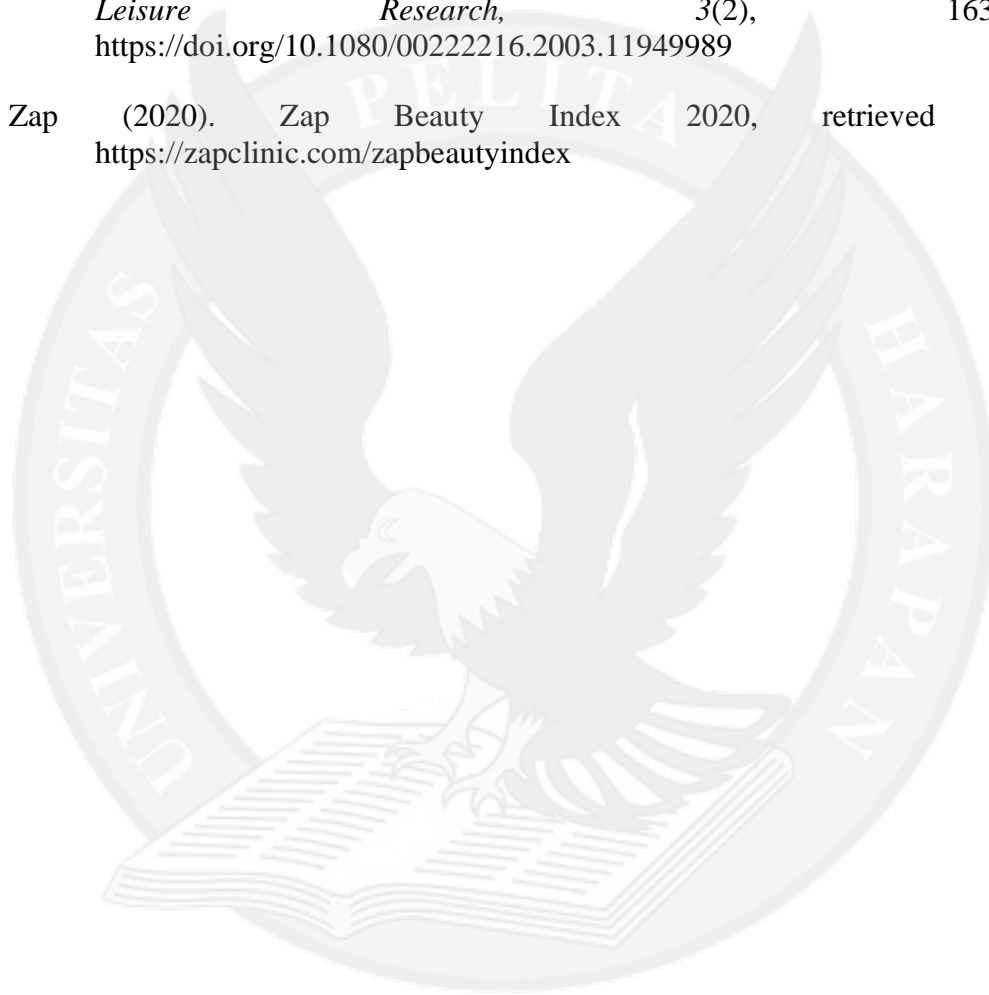 Leisure Research, 3(2), 163
https://doi.org/10.1080/00222216.2003.11949989
Zap (2020). Zap Beauty Index 2020, retrieved
https://zapclinic.com/zapbeautyindex
UNIVERSITAS PELITA HARAPAN